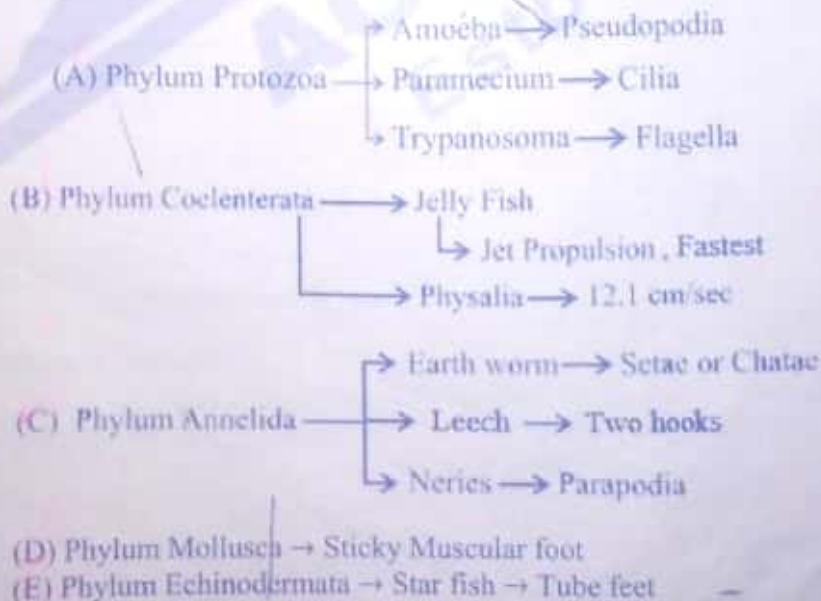 Amoeba → Pseudopodia
(A) Phylum Protozoa → Paramecium → Cilia
Trypanosoma → Flagella
(B) Phylum Coelenterata → Jelly Fish
Jet Propulsion, Fastest
Physalia → 12.1 cm/sec
Earth worm → Setae or Chatae
(C) Phylum Annelida → Leech → Two hooks
Neries → Parapodia
(D) Phylum Mollusca → Sticky Muscular foot
(E) Phylum Echinodermata → Star fish → Tube feet